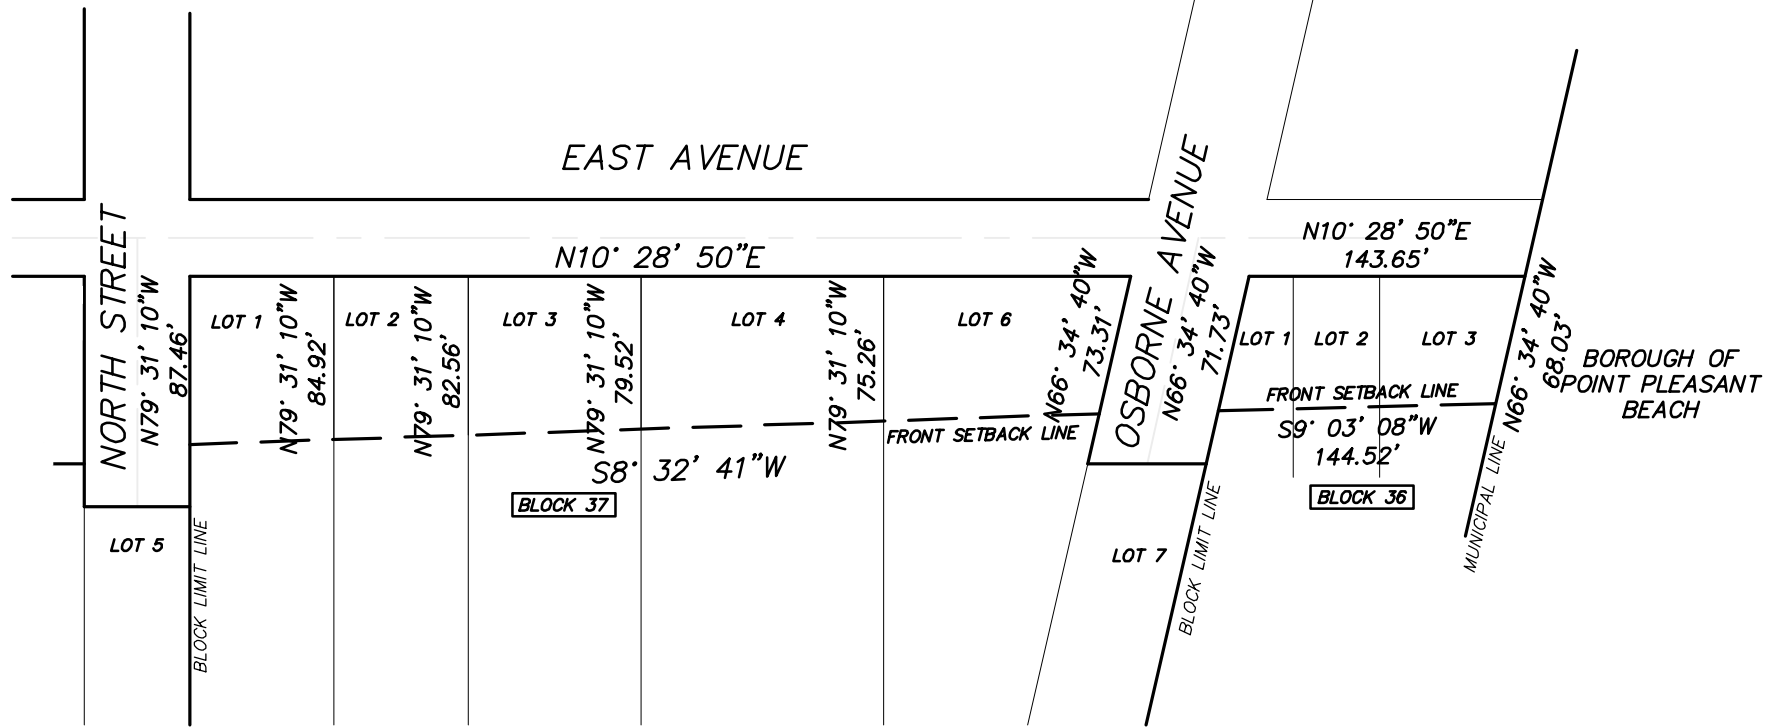 EAST AVENUE
NORTH STREET
N79° 31' 10"W
87.46'
N10° 28' 50"E
LOT 1
N79° 31' 10"W
84.92'
LOT 2
N79° 31' 10"W
82.56'
LOT 3
N79° 31' 10"W
79.52'
LOT 4
N79° 31' 10"W
75.26'
LOT 6
N66° 34' 40"W
73.31'
OSBORNE AVENUE
N66° 34' 40"W
71.73'
N10° 28' 50"E
143.65'
LOT 1
LOT 2
LOT 3
N66° 34' 40"W
68.03'
BOROUGH OF
POINT PLEASANT
BEACH
FRONT SETBACK LINE
S9° 03' 08"W
144.52'
FRONT SETBACK LINE
S8° 32' 41"W
BLOCK 37
BLOCK 36
MUNICIPAL LINE
LOT 5
BLOCK LIMIT LINE
LOT 7
BLOCK LIMIT LINE